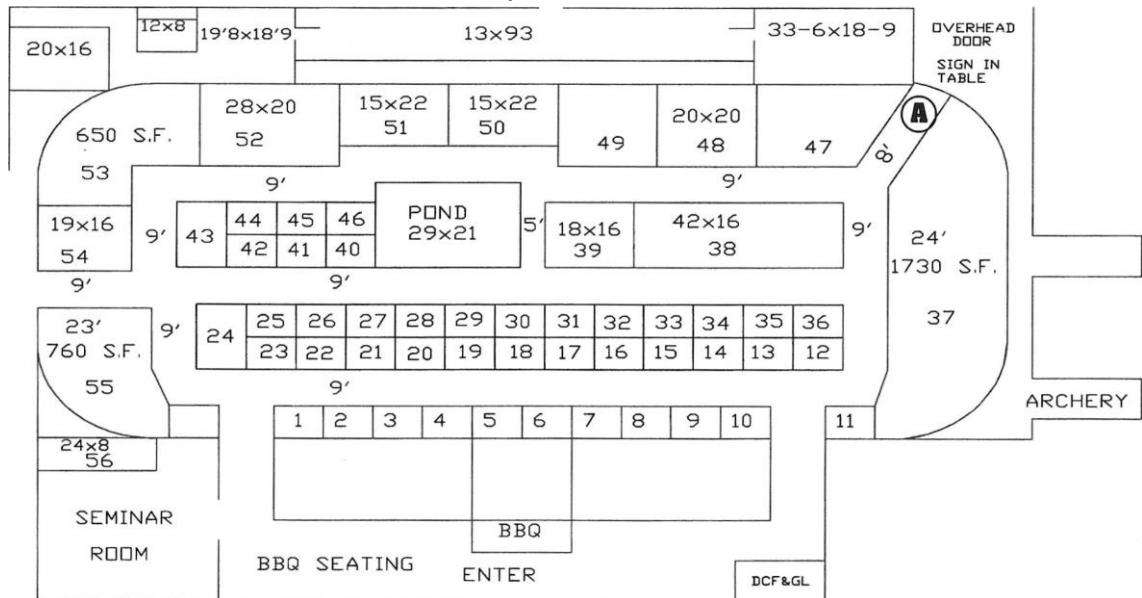 12x8
19'8x18'9
13x93
33-6x18-9
OVERHEAD
DOOR
20x16
SIGN IN
TABLE
A
8'
650 S.F.
53
28x20
52
15x22
51
15x22
50
49
20x20
48
47
9'
9'
19x16
54
9'
43
44
45
46
42
41
40
POND
29x21
5'
18x16
39
42x16
38
9'
24'
1730 S.F.
37
9'
9'
23'
760 S.F.
55
9'
24
25
26
27
28
29
30
31
32
33
34
35
36
23
22
21
20
19
18
17
16
15
14
13
12
9'
1
2
3
4
5
6
7
8
9
10
11
ARCHERY
24x8
56
SEMINAR
ROOM
BBQ
BBQ SEATING
ENTER
DCF&GL